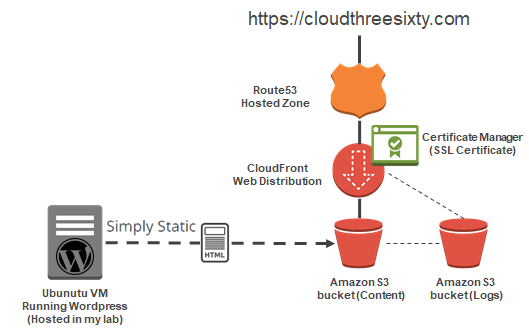 https://cloudthreesixty.com
Route53
Hosted Zone
Certificate Manager
(SSL Certificate)
CloudFront
Web Distribution
Simply Static
HTML
Ubunutu VM
Running Wordpress
(Hosted in my lab)
Amazon S3
bucket(Content)
Amazon S3
bucket(Logs)